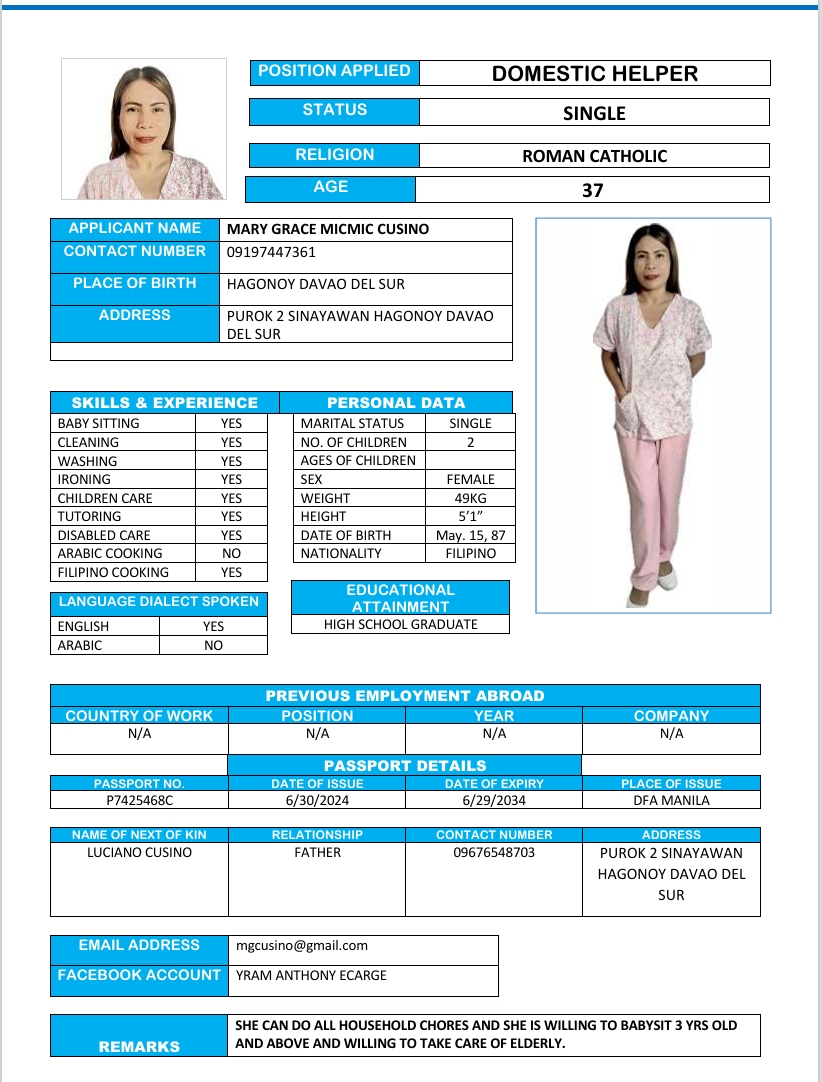 POSITION APPLIED DOMESTIC HELPER
STATUS SINGLE
RELIGION ROMAN CATHOLIC
AGE 37
APPLICANT NAME MARY GRACE MICMIC CUSINO
CONTACT NUMBER 09197447361
PLACE OF BIRTH HAGONOY DAVAO DEL SUR
ADDRESS PUROK 2 SINAYAWAN HAGONOY DAVAO
DEL SUR
SKILLS & EXPERIENCE PERSONAL DATA
BABY SITTING YES MARITAL STATUS SINGLE
CLEANING YES NO. OF CHILDREN 2
WASHING YES AGES OF CHILDREN
IRONING YES SEX FEMALE
CHILDREN CARE YES WEIGHT 49KG
TUTORING YES HEIGHT 5’1”
DISABLED CARE YES DATE OF BIRTH May. 15, 87
ARABIC COOKING NO NATIONALITY FILIPINO
FILIPINO COOKING YES
LANGUAGE DIALECT SPOKEN
ENGLISH YES
ARABIC NO
EDUCATIONAL
ATTAINMENT
HIGH SCHOOL GRADUATE
PREVIOUS EMPLOYMENT ABROAD
COUNTRY OF WORK POSITION YEAR COMPANY
N/A N/A N/A N/A
PASSPORT DETAILS
PASSPORT NO. DATE OF ISSUE DATE OF EXPIRY PLACE OF ISSUE
P7425468C 6/30/2024 6/29/2034 DFA MANILA
NAME OF NEXT OF KIN RELATIONSHIP CONTACT NUMBER ADDRESS
LUCIANO CUSINO FATHER 09676548703 PUROK 2 SINAYAWAN
HAGONOY DAVAO DEL
SUR
EMAIL ADDRESS mgcusino@gmail.com
FACEBOOK ACCOUNT YRAM ANTHONY ECARGE
REMARKS SHE CAN DO ALL HOUSEHOLD CHORES AND SHE IS WILLING TO BABYSIT 3 YRS OLD
AND ABOVE AND WILLING TO TAKE CARE OF ELDERLY.